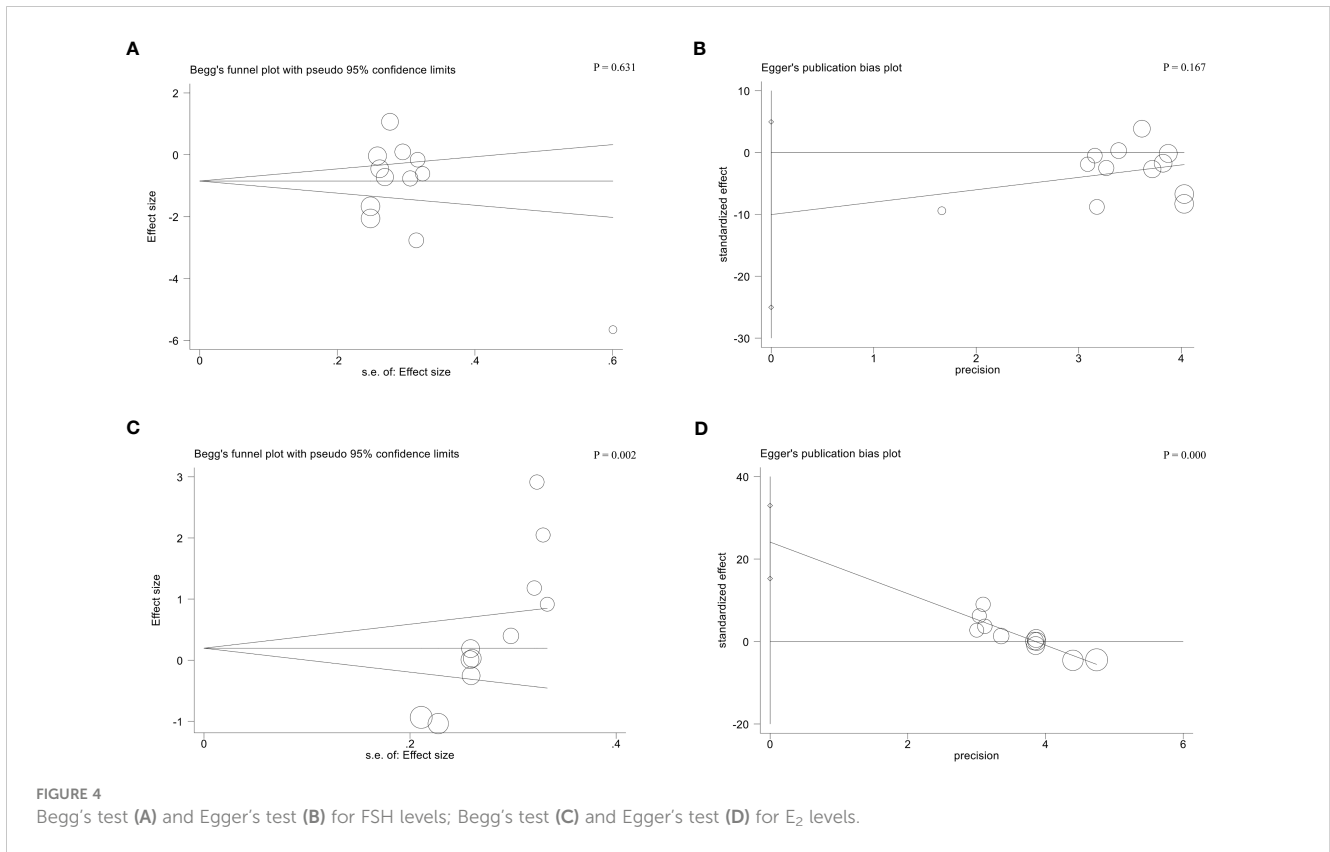 A
Begg's funnel plot with pseudo 95% confidence limits
P = 0.631
Effect size
2
0
-2
-4
-6
0
.2
.4
.6
s.e. of: Effect size
B
Egger's publication bias plot
P = 0.167
standardized effect
10
0
-10
-20
-30
0
1
2
3
4
precision
C
Begg's funnel plot with pseudo 95% confidence limits
P = 0.002
Effect size
3
2
1
0
-1
0
.2
.4
s.e. of: Effect size
D
Egger's publication bias plot
P = 0.000
standardized effect
40
20
0
-20
0
2
4
6
precision
FIGURE 4
Begg's test (A) and Egger's test (B) for FSH levels; Begg's test (C) and Egger's test (D) for E₂ levels.